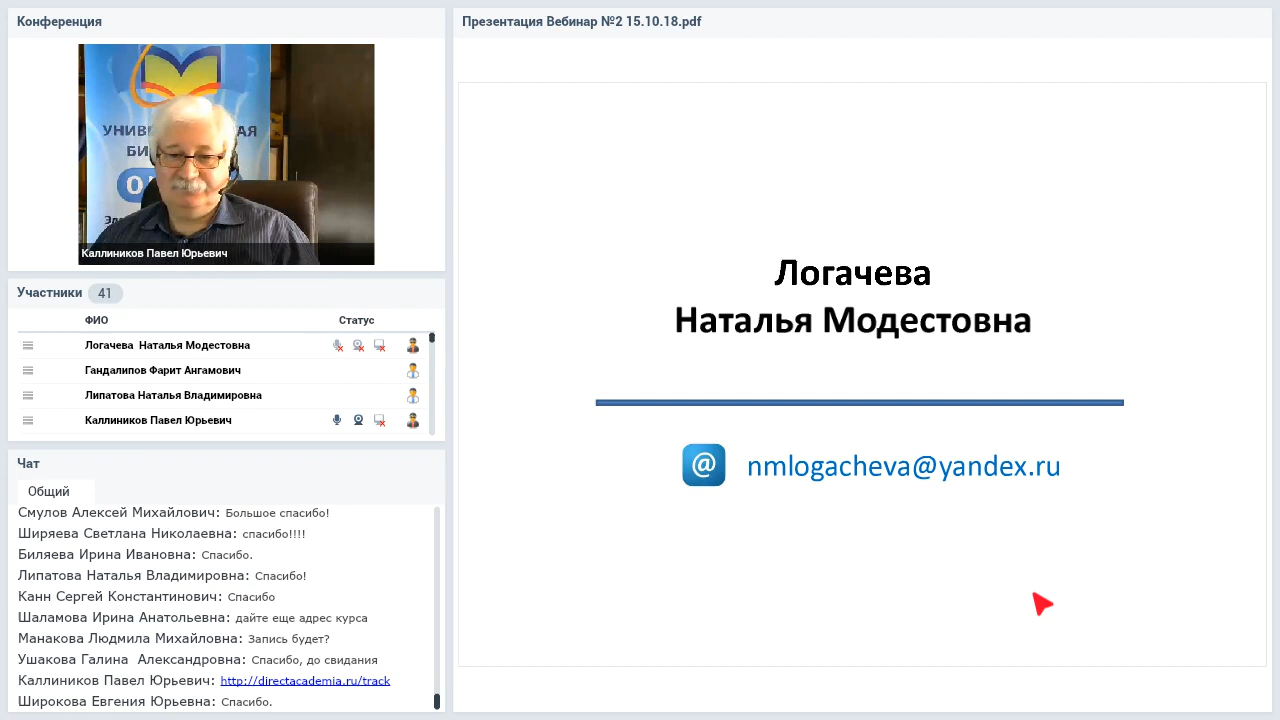 Конференция
УНИВЕ АЯ
БИ
О
Каллиников Павел Юрьевич
Участники 41
ФИО Статус
Логачева Наталья Модестовна
Гандалипов Фарит Ангамович
Липатова Наталья Владимировна
Каллиников Павел Юрьевич
Чат
Общий
Смулов Алексей Михайлович: Большое спасибо!
Ширяева Светлана Николаевна: спасибо!!!!
Биляева Ирина Ивановна: Спасибо.
Липатова Наталья Владимировна: Спасибо!
Канн Сергей Константинович: Спасибо
Шаламова Ирина Анатольевна: дайте еще адрес курса
Манакова Людмила Михайловна: Запись будет?
Ушакова Галина Александровна: Спасибо, до свидания
Каллиников Павел Юрьевич: http://directacademia.ru/track
Широкова Евгения Юрьевна: Спасибо.
Презентация Вебинар №2 15.10.18.pdf
Логачева
Наталья Модестовна
@ nmlogacheva@yandex.ru